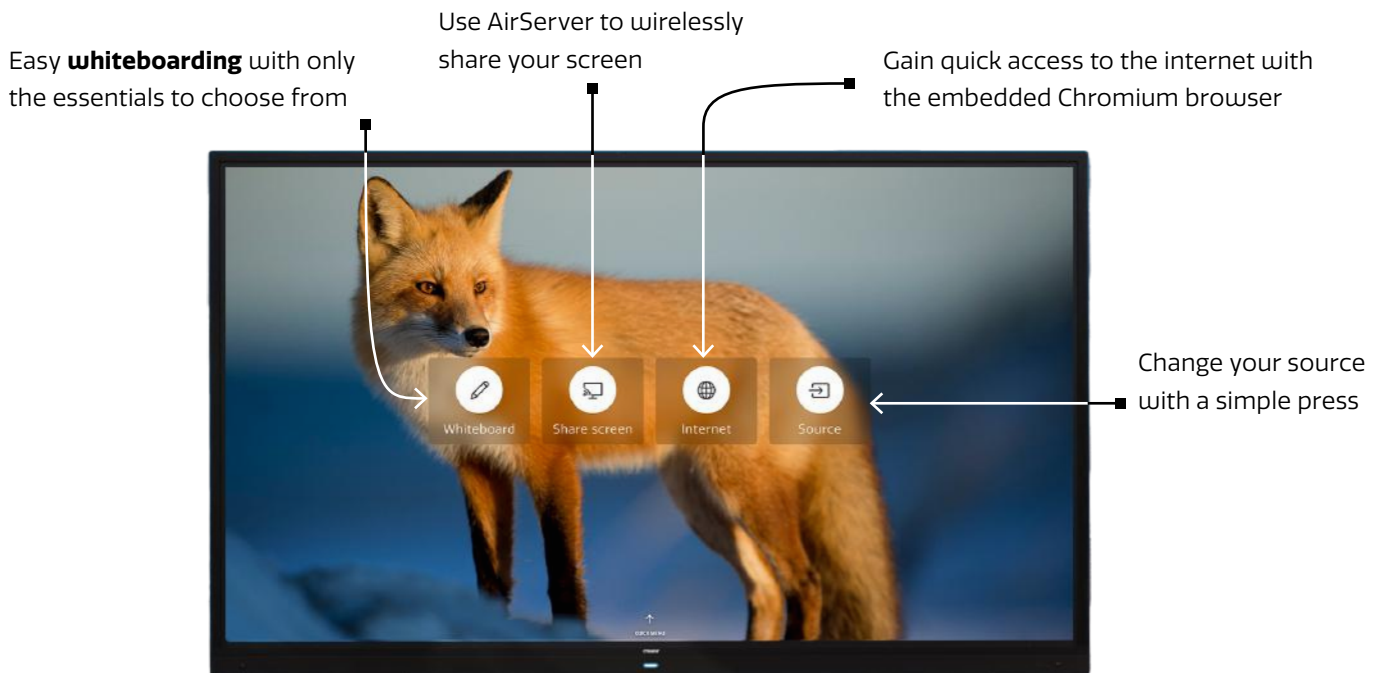 Use AirServer to wirelessly
share your screen
Easy whiteboarding with only
the essentials to choose from
Gain quick access to the internet with
the embedded Chromium browser
Change your source
with a simple press
Whiteboard
Share screen
Internet
Source